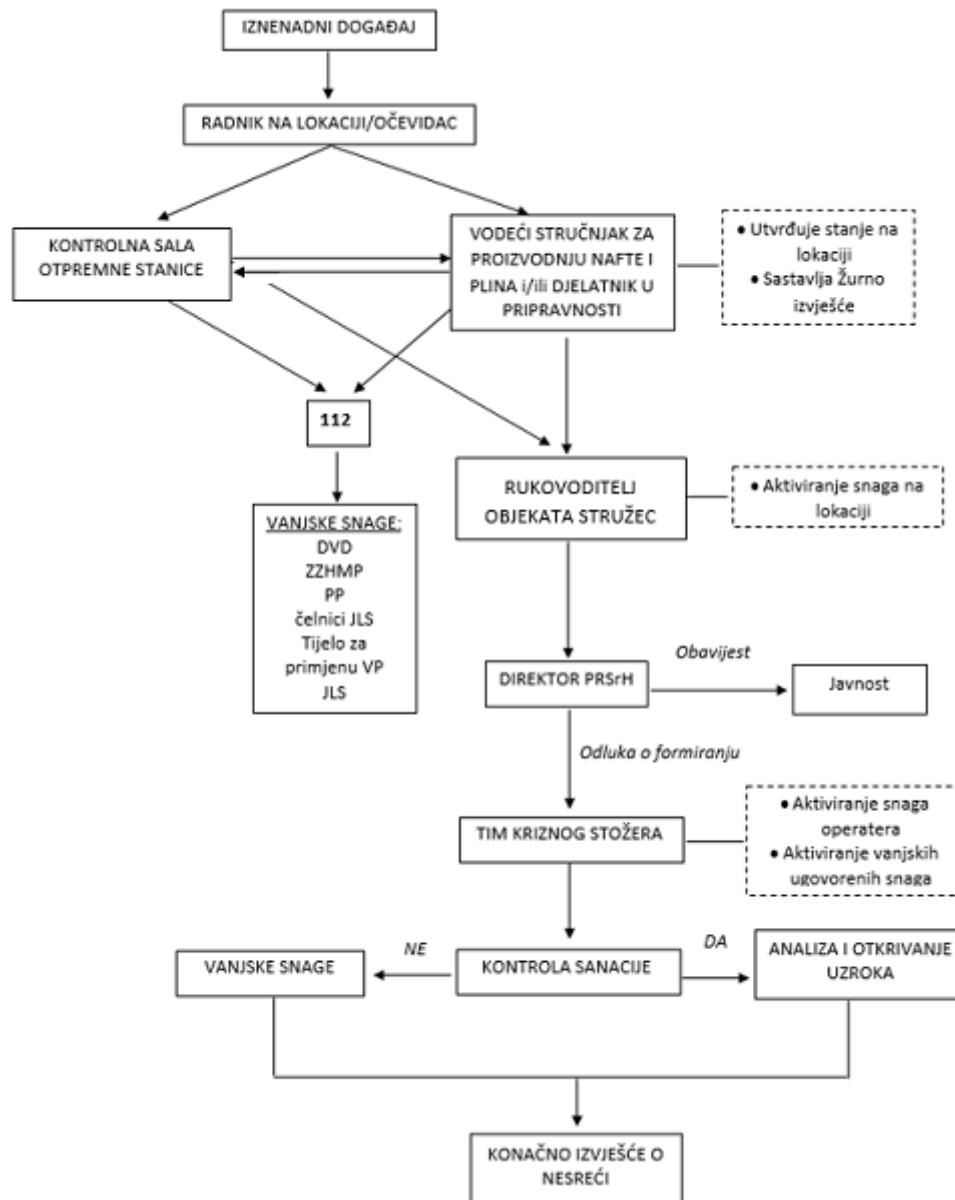 IZNENADNI DOGAĐAJ
RADNIK NA LOKACIJI/OČEVIDAC
KONTROLNA SALA
OTPREMNE STANICE
VODEĆI STRUČNJAK ZA
PROIZVODNJU NAFTE I
PLINA i/ili DJELATNIK U
PRIPRAVNOSTI
● Utvrđuje stanje na
lokaciji
● Sastavlja Žurno
izvješće
112
VANJSKE SNAGE:
DVD
ZZHMP
PP
čelnici JLS
Tijelo za
primjenu VP
JLS
RUKOVODITELJ
OBJEKATA STRUŽEC
● Aktiviranje snaga na
lokaciji
DIREKTOR PRSrH
Obavijest
Javnost
Odluka o formiranju
TIM KRIZNOG STOŽERA
● Aktiviranje snaga
operatera
● Aktiviranje vanjskih
ugovorenih snaga
VANJSKE SNAGE
NE
KONTROLA SANACIJE
DA
ANALIZA I OTKRIVANJE
UZROKA
KONAČNO IZVJEŠĆE O
NESREĆI